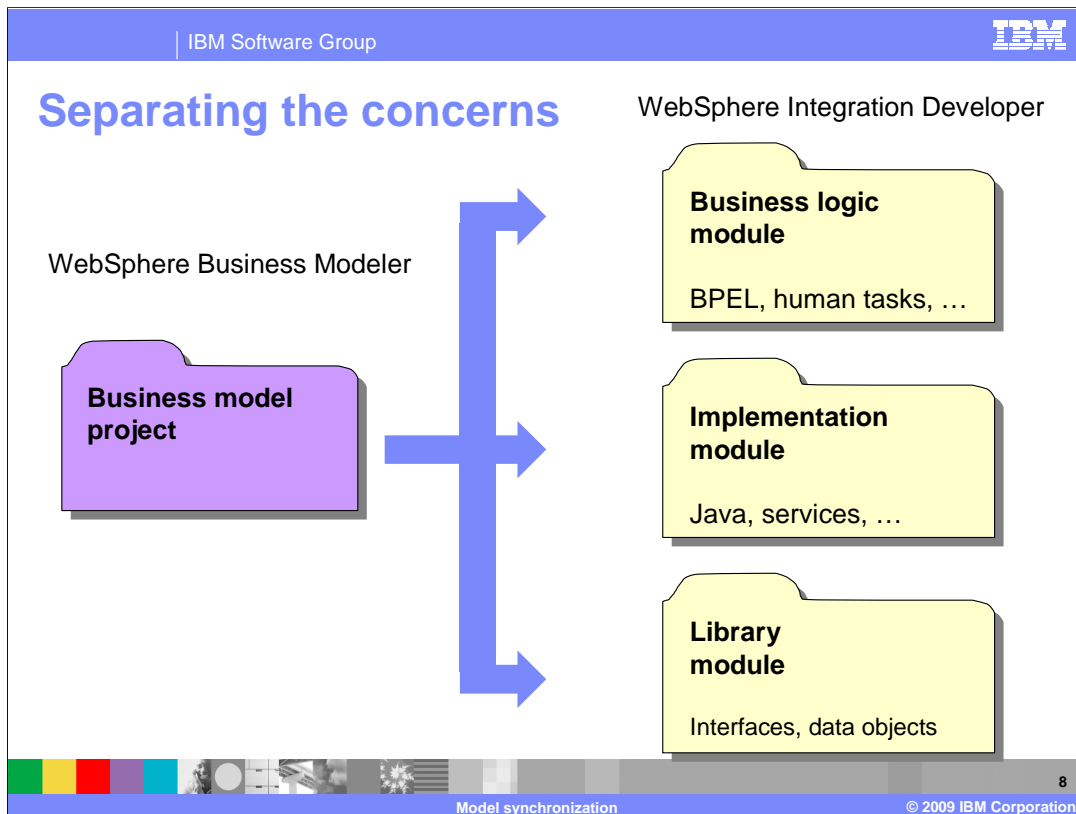 IBM Software Group
IBM
Separating the concerns
WebSphere Integration Developer
WebSphere Business Modeler
Business model
project
Business logic
module
BPEL, human tasks, …
Implementation
module
Java, services, …
Library
module
Interfaces, data objects
8
Model synchronization
© 2009 IBM Corporation